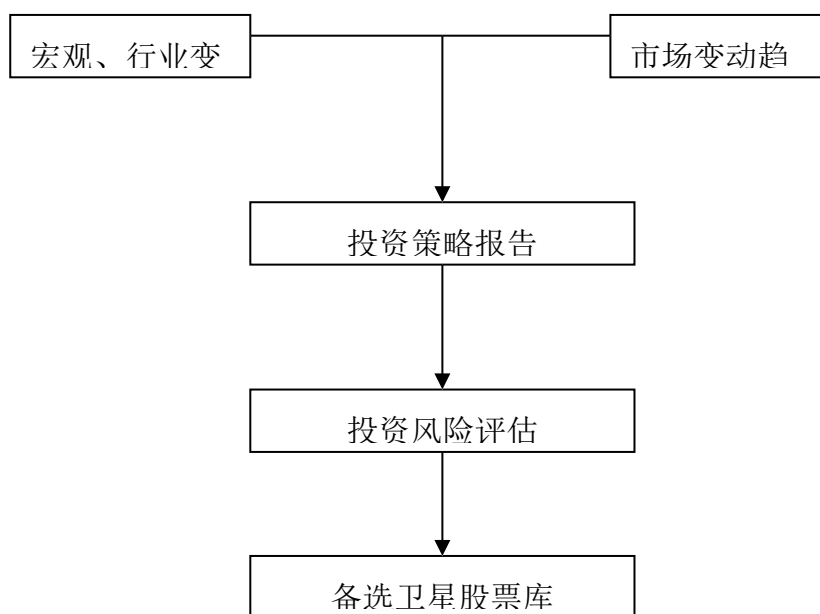 宏观、行业变
市场变动趋
投资策略报告
投资风险评估
备选卫星股票库